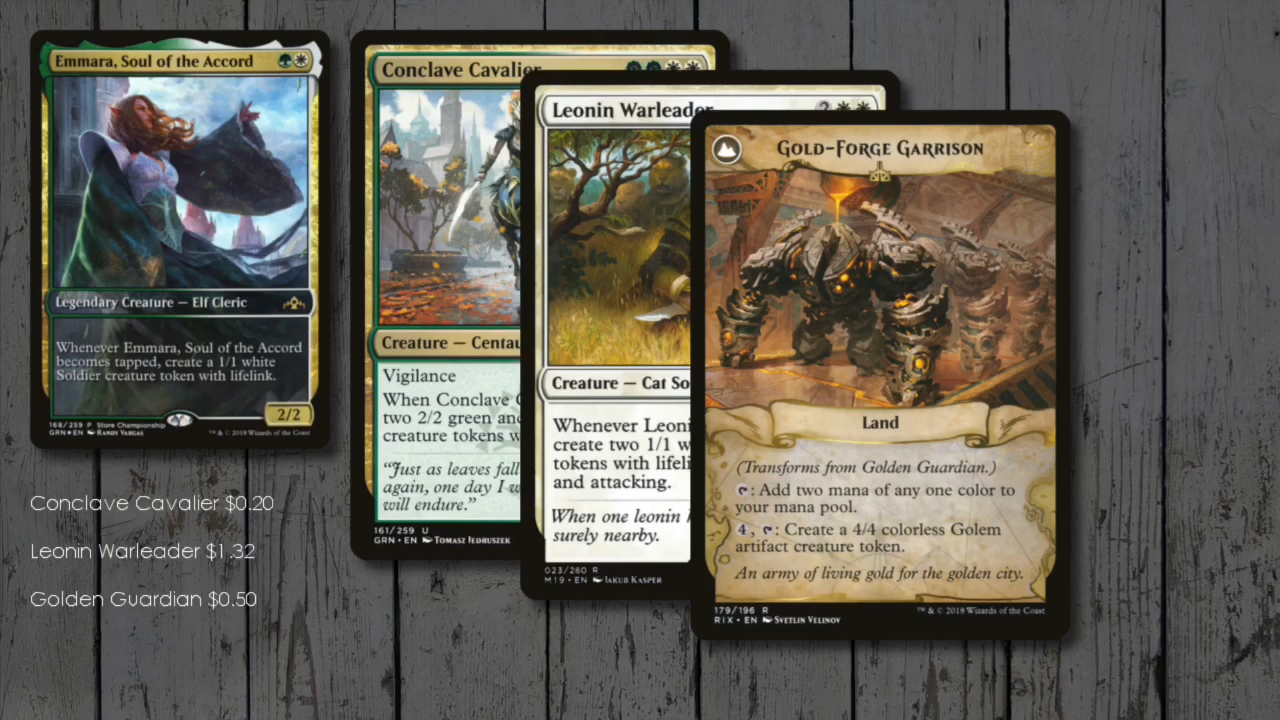 Emmara, Soul of the Accord
Legendary Creature — Elf Cleric
Whenever Emmara, Soul of the Accord
becomes tapped, create a 1/1 white
Soldier creature token with lifelink.
2/2
168/259 P Store Championship
GRN • EN Randy Vargas
™ & © 2018 Wizards of the Coast
Conclave Cavalier
Creature — Centau
Vigilance
When Conclave C
two 2/2 green and
creature tokens w
“Just as leaves fall
again, one day I w
will endure.”
161/259 U
GRN • EN Tomasz Jedruszek
Leonin Warleader
2
Creature — Cat So
Whenever Leoni
create two 1/1 w
tokens with lifeli
and attacking.
When one leonin
surely nearby.
023/280 R
M19 • EN Jakub Kasper
Gold-Forge Garrison
Land
(Transforms from Golden Guardian.)
: Add two mana of any one color to
your mana pool.
4, : Create a 4/4 colorless Golem
artifact creature token.
An army of living gold for the golden city.
179/196 R
RIX • EN Svetlin Velinov
™ & © 2018 Wizards of the Coast
Conclave Cavalier $0.20
Leonin Warleader $1.32
Golden Guardian $0.50